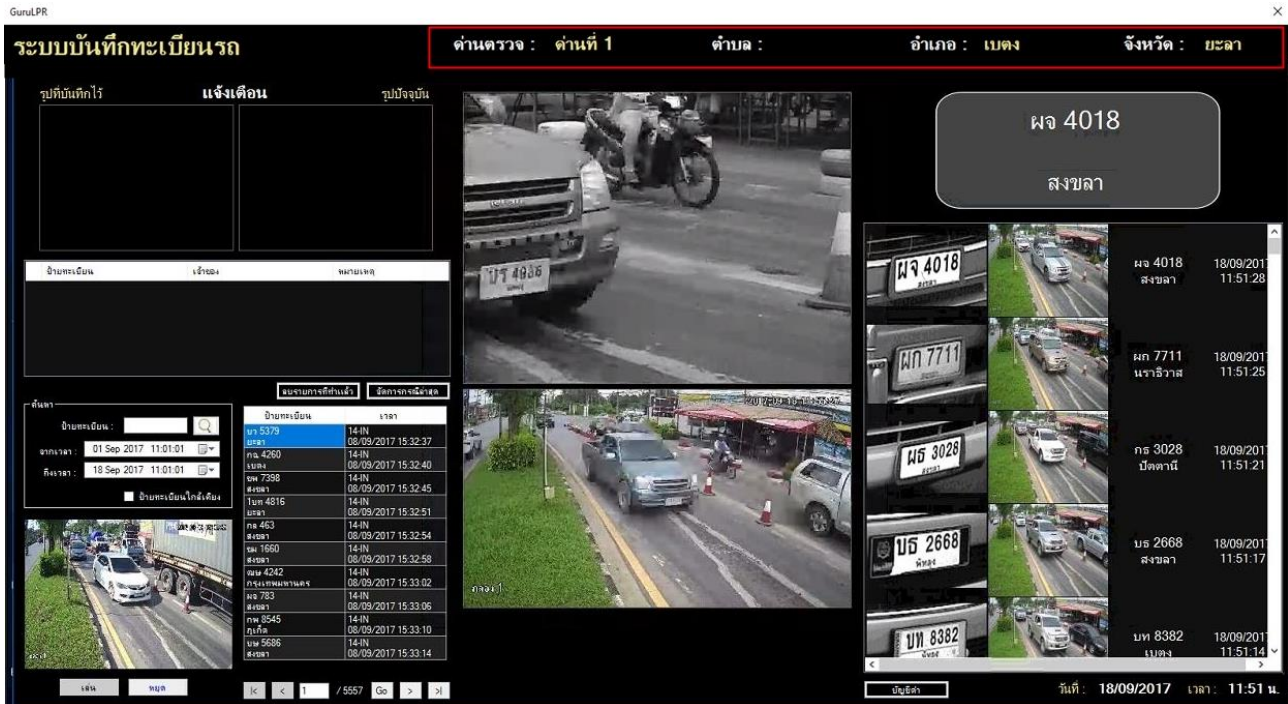 GuruLPR
ระบบบันทึกทะเบียนรถ
ด่านตรวจ : ด่านที่ 1 ตำบล : อำเภอ : เบตง จังหวัด : ยะลา
รูปที่บันทึกไว้ แจ้งเตือน รูปปัจจุบัน
ป้ายทะเบียน เจ้าของ หมายเหตุ
ลบรายการที่ทำแล้ว จัดการกรณีล่าสุด
ค้นหา
ป้ายทะเบียน :
จากเวลา : 01 Sep 2017 11:01:01
ถึงเวลา : 18 Sep 2017 11:01:01
ป้ายทะเบียนใกล้เคียง
เล่น หยุด
ป้ายทะเบียน เวลา
บว 5379 14-IN
ยะลา 08/09/2017 15:32:37
กฉ 4260 14-IN
เบตง 08/09/2017 15:32:40
7398 14-IN
สงขลา 08/09/2017 15:32:45
4816 14-IN
ยะลา 08/09/2017 15:32:51
463 14-IN
สงขลา 08/09/2017 15:32:54
1660 14-IN
สงขลา 08/09/2017 15:32:58
4242 14-IN
กรุงเทพมหานคร 08/09/2017 15:33:02
783 14-IN
สงขลา 08/09/2017 15:33:06
กพ 8545 14-IN
ภูเก็ต 08/09/2017 15:33:10
บษ 5686 14-IN
สงขลา 08/09/2017 15:33:14
|< < 1 / 5557 Go > >|
กล้อง 1
ผจ 4018
สงขลา
ผจ 4018
สงขลา
ผจ 4018 18/09/2017
สงขลา 11:51:28
ผก 7711
ผก 7711 18/09/2017
นราธิวาส 11:51:25
3028
กธ 3028 18/09/2017
ปัตตานี 11:51:21
บธ 2668
พัทลุง
บธ 2668 18/09/2017
สงขลา 11:51:17
บท 8382
บท 8382 18/09/2017
เบตง 11:51:14
บัญชีดำ
วันที่ : 18/09/2017 เวลา : 11:51 น.